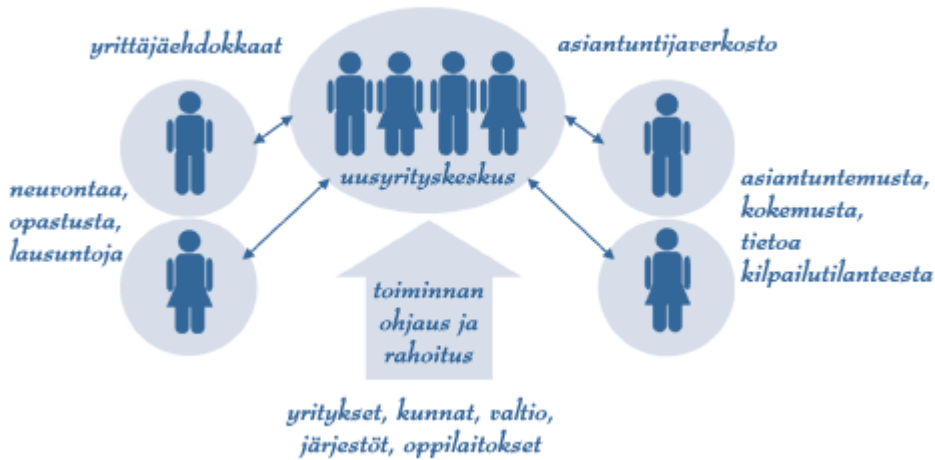 yrittäjäehdokkaat
asiantuntijaverkosto
uusyrityskeskus
neuvontaa,
opastusta,
lausuntoja
asiantuntemusta,
kokemusta,
tietoa
kilpailutilanteesta
toiminnan
ohjaus ja
rahoitus
yritykset, kunnat, valtio,
järjestöt, oppilaitokset